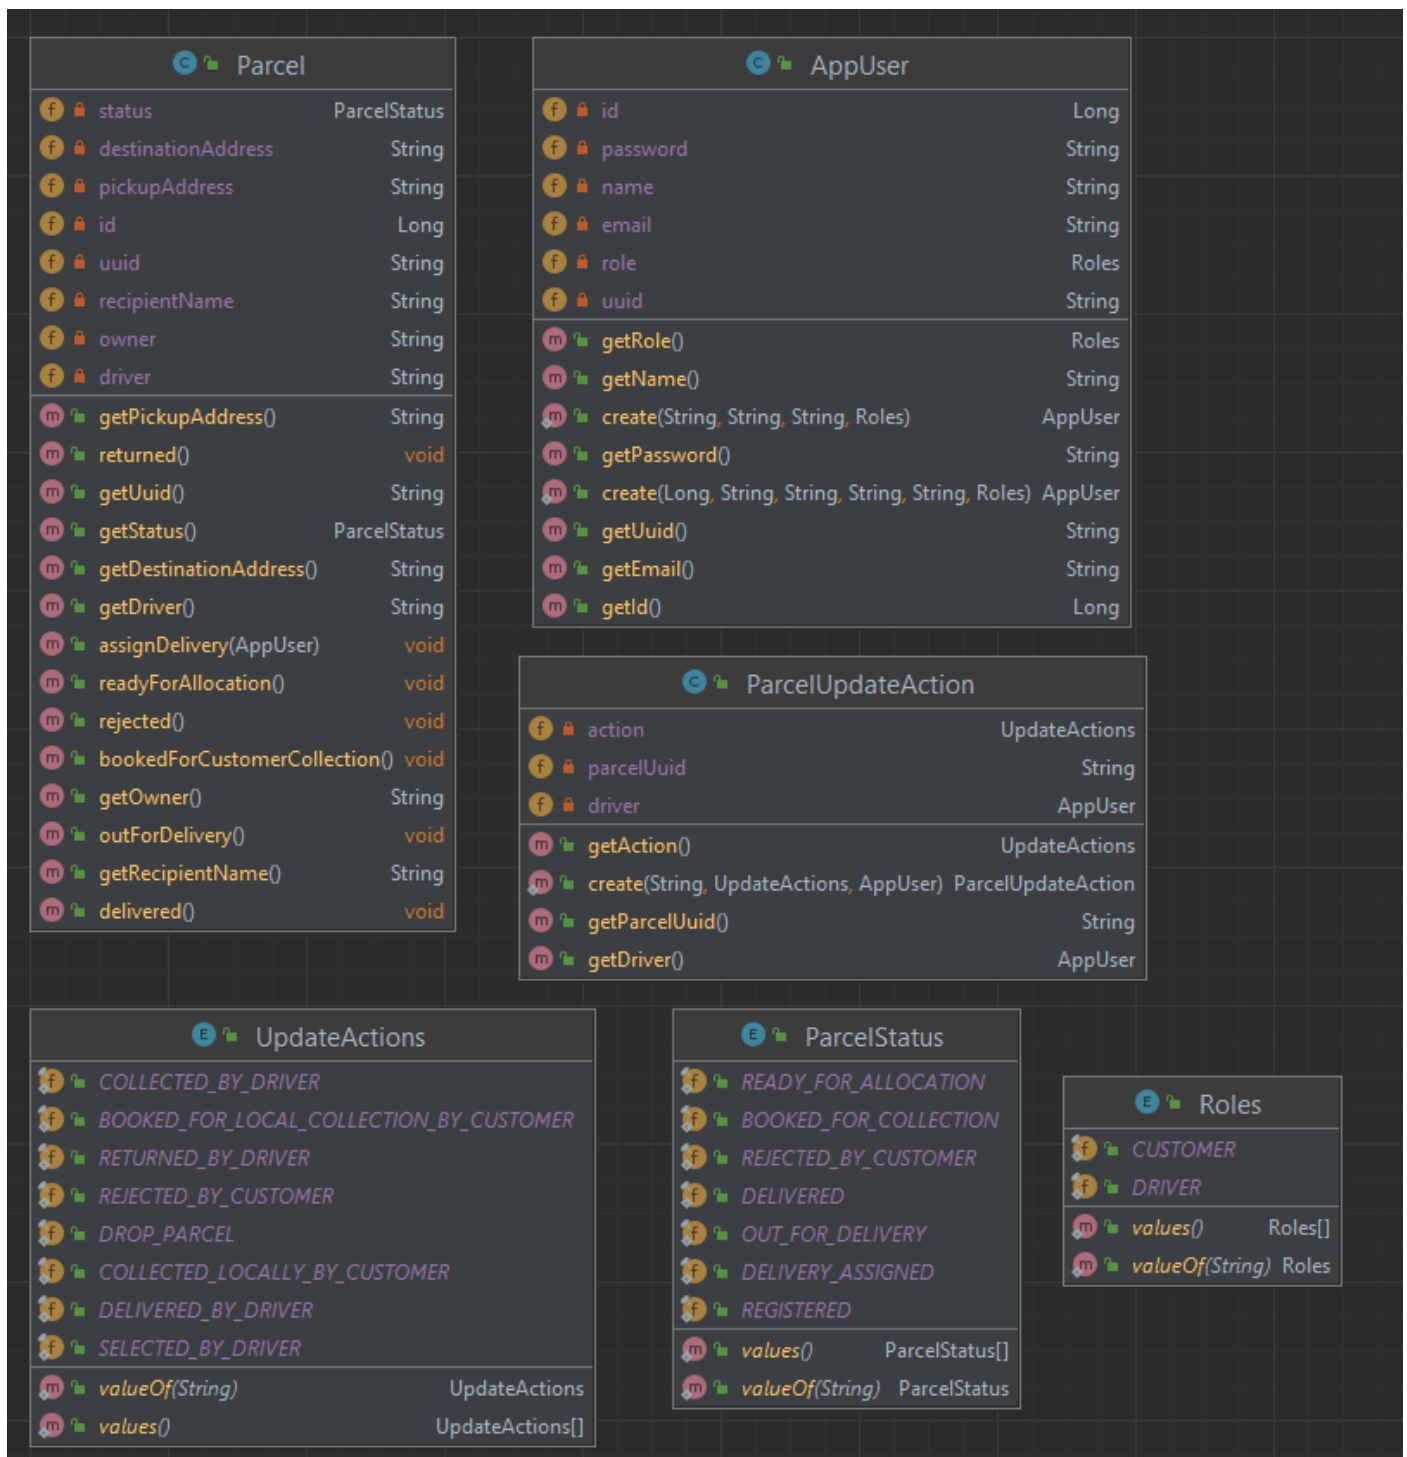 Parcel
status ParcelStatus
destinationAddress String
pickupAddress String
id Long
uuid String
recipientName String
owner String
driver String
getPickupAddress() String
returned() void
getUuid() String
getStatus() ParcelStatus
getDestinationAddress() String
getDriver() String
assignDelivery(AppUser) void
readyForAllocation() void
rejected() void
bookedForCustomerCollection() void
getOwner() String
outForDelivery() void
getRecipientName() String
delivered() void
AppUser
id Long
password String
name String
email String
role Roles
uuid String
getRole() Roles
getName() String
create(String, String, String, Roles) AppUser
getPassword() String
create(Long, String, String, String, String, Roles) AppUser
getUuid() String
getEmail() String
getId() Long
ParcelUpdateAction
action UpdateActions
parcelUuid String
driver AppUser
getAction() UpdateActions
create(String, UpdateActions, AppUser) ParcelUpdateAction
getParcelUuid() String
getDriver() AppUser
UpdateActions
COLLECTED_BY_DRIVER
BOOKED_FOR_LOCAL_COLLECTION_BY_CUSTOMER
RETURNED_BY_DRIVER
REJECTED_BY_CUSTOMER
DROP_PARCEL
COLLECTED_LOCALLY_BY_CUSTOMER
DELIVERED_BY_DRIVER
SELECTED_BY_DRIVER
valueOf(String) UpdateActions
values() UpdateActions[]
ParcelStatus
READY_FOR_ALLOCATION
BOOKED_FOR_COLLECTION
REJECTED_BY_CUSTOMER
DELIVERED
OUT_FOR_DELIVERY
DELIVERY_ASSIGNED
REGISTERED
values() ParcelStatus[]
valueOf(String) ParcelStatus
Roles
CUSTOMER
DRIVER
values() Roles[]
valueOf(String) Roles